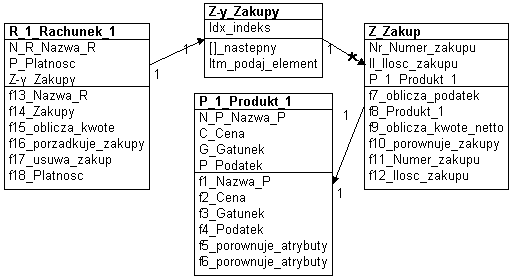 R_1_Rachunek_1
N_R_Nazwa_R
P_Platnosc
Z-y_Zakupy
f13_Nazwa_R
f14_Zakupy
f15_oblicza_kwote
f16_porzadkuje_zakupy
f17_usuwa_zakup
f18_Platnosc
1
1
Z-y_Zakupy
Idx_indeks
[]_nastepny
Itm_podaj_element
1
*
Z_Zakup
Nr_Numer_zakupu
Il_Ilosc_zakupu
P_1_Produkt_1
f7_oblicza_podatek
f8_Produkt_1
f9_oblicza_kwote_netto
f10_porownuje_zakupy
f11_Numer_zakupu
f12_Ilosc_zakupu
1
1
P_1_Produkt_1
N_P_Nazwa_P
C_Cena
G_Gatunek
P_Podatek
f1_Nazwa_P
f2_Cena
f3_Gatunek
f4_Podatek
f5_porownuje_atrybuty
f6_porownuje_atrybuty